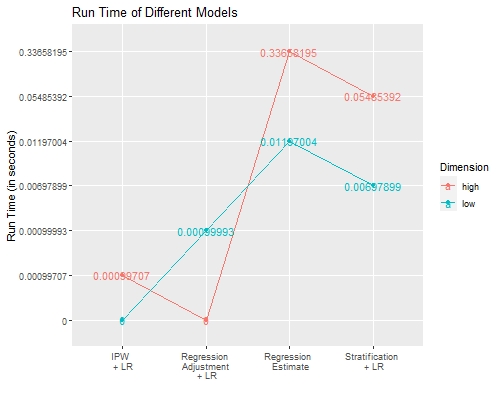 Run Time of Different Models
Run Time (in seconds)
0.33658195
0.05485392
0.01197004
0.00697899
0.00099993
0.00099707
0
0.33658195
0.05485392
0.01197004
0.00697899
0.00099993
0.00099707
0
0
IPW
+ LR
Regression
Adjustment
+ LR
Regression
Estimate
Stratification
+ LR
Dimension
high
low